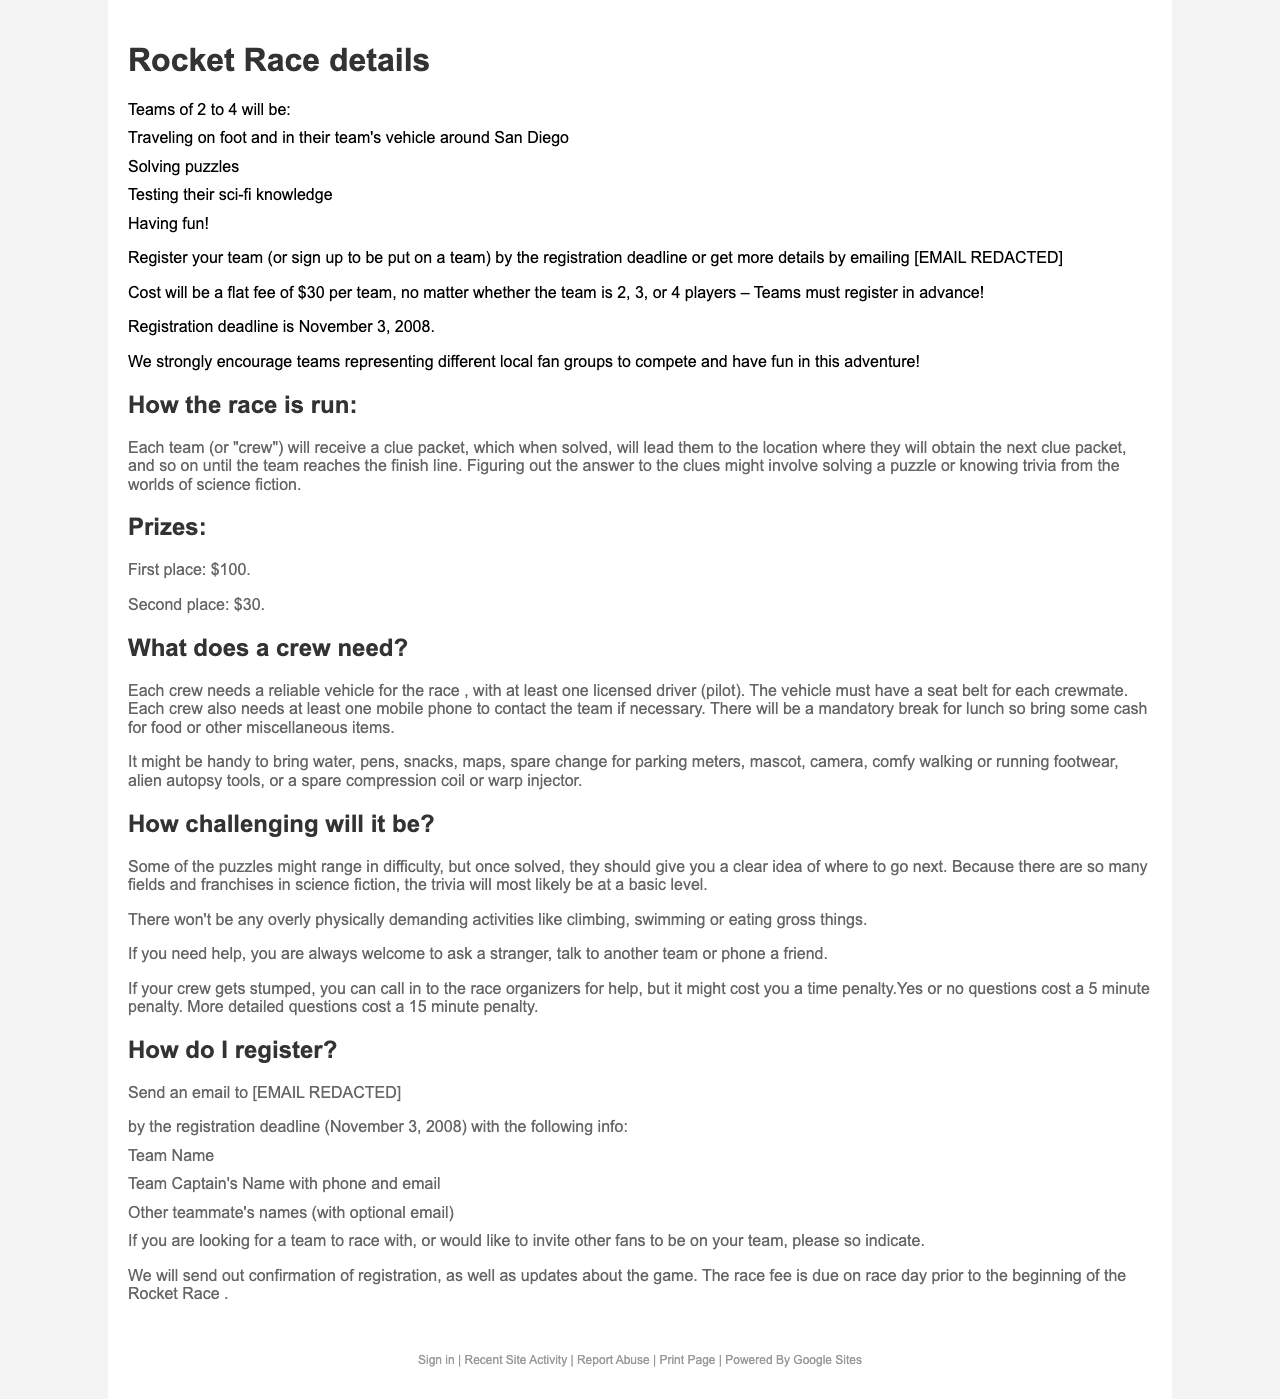 Rocket Race details
Teams of 2 to 4 will be:
Traveling on foot and in their team's vehicle around San Diego
Solving puzzles
Testing their sci-fi knowledge
Having fun!
Register your team (or sign up to be put on a team) by the registration deadline or get more details by emailing [EMAIL REDACTED]
Cost will be a flat fee of $30 per team, no matter whether the team is 2, 3, or 4 players – Teams must register in advance!
Registration deadline is November 3, 2008.
We strongly encourage teams representing different local fan groups to compete and have fun in this adventure!
How the race is run:
Each team (or "crew") will receive a clue packet, which when solved, will lead them to the location where they will obtain the next clue packet,
and so on until the team reaches the finish line. Figuring out the answer to the clues might involve solving a puzzle or knowing trivia from the
worlds of science fiction.
Prizes:
First place: $100.
Second place: $30.
What does a crew need?
Each crew needs a reliable vehicle for the race , with at least one licensed driver (pilot). The vehicle must have a seat belt for each crewmate.
Each crew also needs at least one mobile phone to contact the team if necessary. There will be a mandatory break for lunch so bring some cash
for food or other miscellaneous items.
It might be handy to bring water, pens, snacks, maps, spare change for parking meters, mascot, camera, comfy walking or running footwear,
alien autopsy tools, or a spare compression coil or warp injector.
How challenging will it be?
Some of the puzzles might range in difficulty, but once solved, they should give you a clear idea of where to go next. Because there are so many
fields and franchises in science fiction, the trivia will most likely be at a basic level.
There won't be any overly physically demanding activities like climbing, swimming or eating gross things.
If you need help, you are always welcome to ask a stranger, talk to another team or phone a friend.
If your crew gets stumped, you can call in to the race organizers for help, but it might cost you a time penalty.Yes or no questions cost a 5 minute
penalty. More detailed questions cost a 15 minute penalty.
How do I register?
Send an email to [EMAIL REDACTED]
by the registration deadline (November 3, 2008) with the following info:
Team Name
Team Captain's Name with phone and email
Other teammate's names (with optional email)
If you are looking for a team to race with, or would like to invite other fans to be on your team, please so indicate.
We will send out confirmation of registration, as well as updates about the game. The race fee is due on race day prior to the beginning of the
Rocket Race .
Sign in | Recent Site Activity | Report Abuse | Print Page | Powered By Google Sites